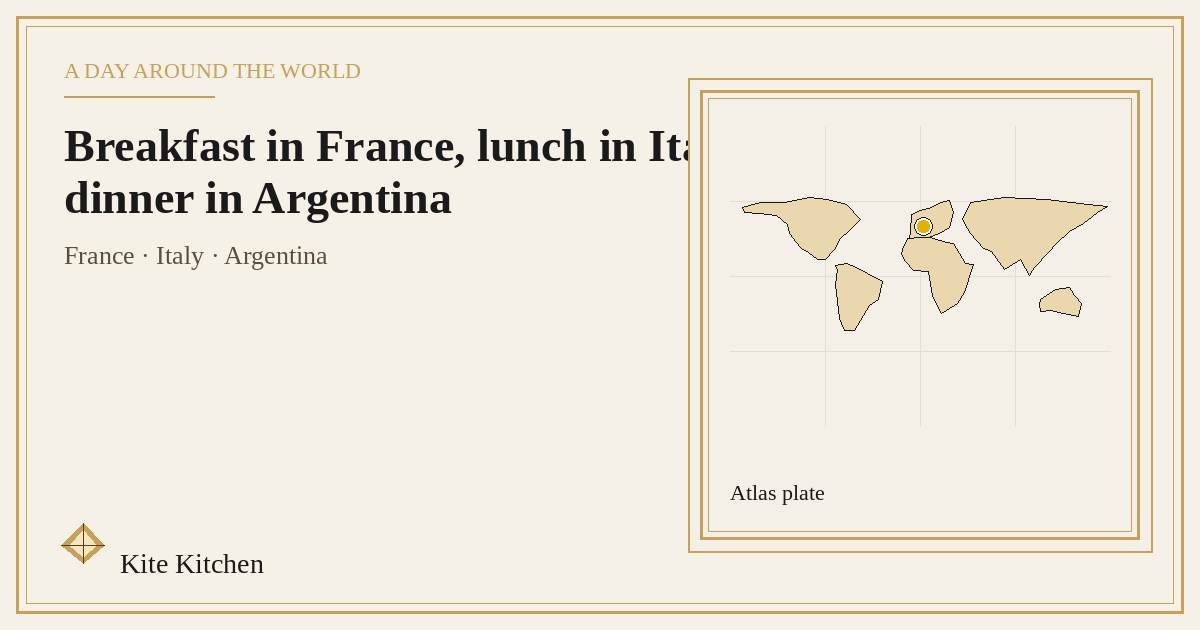 A DAY AROUND THE WORLD
Breakfast in France, lunch in
dinner in Argentina
France · Italy · Argentina
Atlas plate
Kite Kitchen